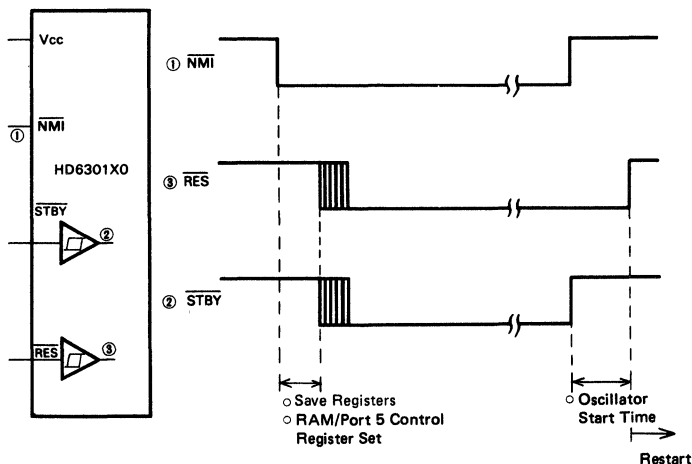 Vcc
① NMI
HD6301X0
STBY
②
RES
③
① NMI
③ RES
② STBY
○ Save Registers
○ RAM/Port 5 Control
Register Set
○ Oscillator
Start Time
Restart